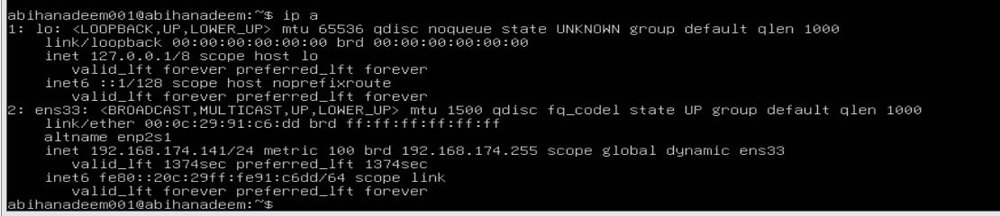 abihanadeem001@abihanadeem:~$ ip a
1: lo: <LOOPBACK,UP,LOWER_UP> mtu 65536 qdisc noqueue state UNKNOWN group default qlen 1000
    link/loopback 00:00:00:00:00:00 brd 00:00:00:00:00:00
    inet 127.0.0.1/8 scope host lo
       valid_lft forever preferred_lft forever
    inet6 ::1/128 scope host noprefixroute
       valid_lft forever preferred_lft forever
2: ens33: <BROADCAST,MULTICAST,UP,LOWER_UP> mtu 1500 qdisc fq_codel state UP group default qlen 1000
    link/ether 00:0c:29:91:c6:dd brd ff:ff:ff:ff:ff:ff
    altname enp2s1
    inet 192.168.174.141/24 metric 100 brd 192.168.174.255 scope global dynamic ens33
       valid_lft 1374sec preferred_lft 1374sec
    inet6 fe80::20c:29ff:fe91:c6dd/64 scope link
       valid_lft forever preferred_lft forever
abihanadeem001@abihanadeem:~$